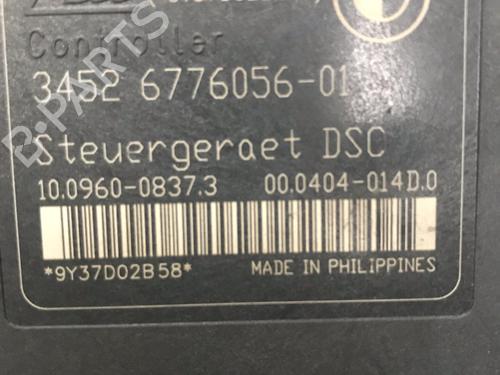 Controller
3452 6776056-01
Steuergeraet DSC
10.0960-0837.3 00.0404-014D.0
*9Y37D02B58* MADE IN PHILIPPINES
B-PARTS